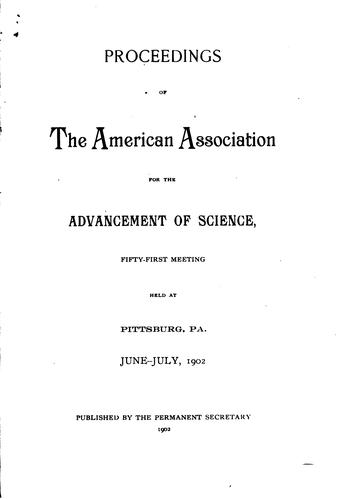 PROCEEDINGS
OF
The American Association
FOR THE
ADVANCEMENT OF SCIENCE,
FIFTY-FIRST MEETING
HELD AT
PITTSBURG, PA.
JUNE–JULY, 1902
PUBLISHED BY THE PERMANENT SECRETARY
1902